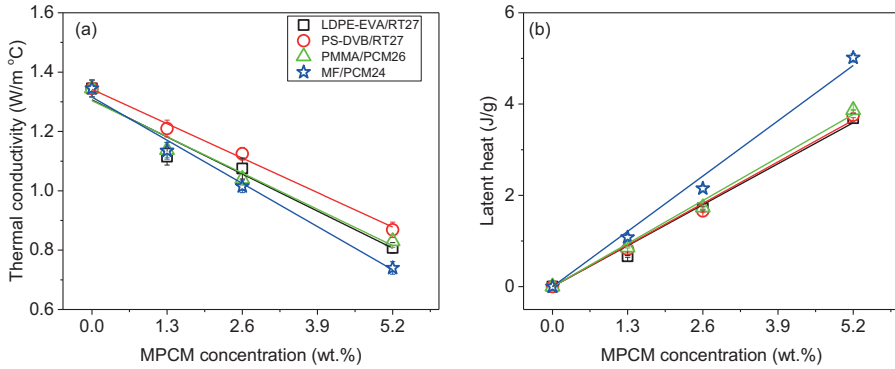 (a)
LDPE-EVA/RT27
PS-DVB/RT27
PMMA/PCM26
MF/PCM24
Thermal conductivity (W/m °C)
1.6
1.4
1.2
1.0
0.8
0.6
0.0 1.3 2.6 3.9 5.2
MPCM concentration (wt.%)
(b)
Latent heat (J/g)
6
4
2
0
0.0 1.3 2.6 3.9 5.2
MPCM concentration (wt.%)